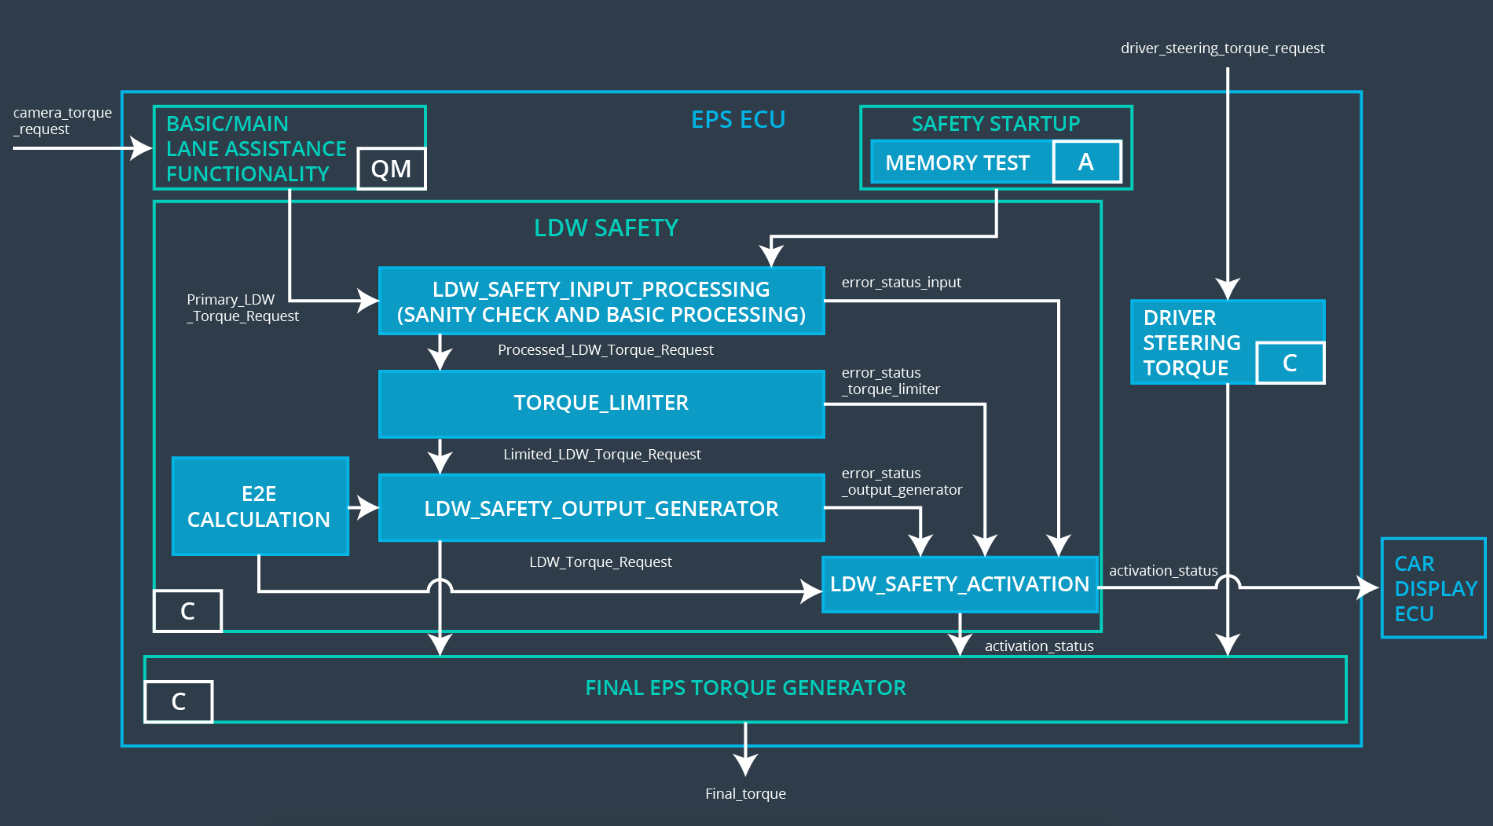 driver_steering_torque_request
camera_torque
_request
BASIC/MAIN
LANE ASSISTANCE
FUNCTIONALITY
QM
EPS ECU
SAFETY STARTUP
MEMORY TEST
A
LDW SAFETY
Primary_LDW
_Torque_Request
LDW_SAFETY_INPUT_PROCESSING
(SANITY CHECK AND BASIC PROCESSING)
error_status_input
DRIVER
STEERING
TORQUE
C
Processed_LDW_Torque_Request
TORQUE_LIMITER
error_status
_torque_limiter
Limited_LDW_Torque_Request
E2E
CALCULATION
LDW_SAFETY_OUTPUT_GENERATOR
error_status
_output_generator
LDW_Torque_Request
LDW_SAFETY_ACTIVATION
activation_status
CAR
DISPLAY
ECU
C
activation_status
FINAL EPS TORQUE GENERATOR
C
Final_torque